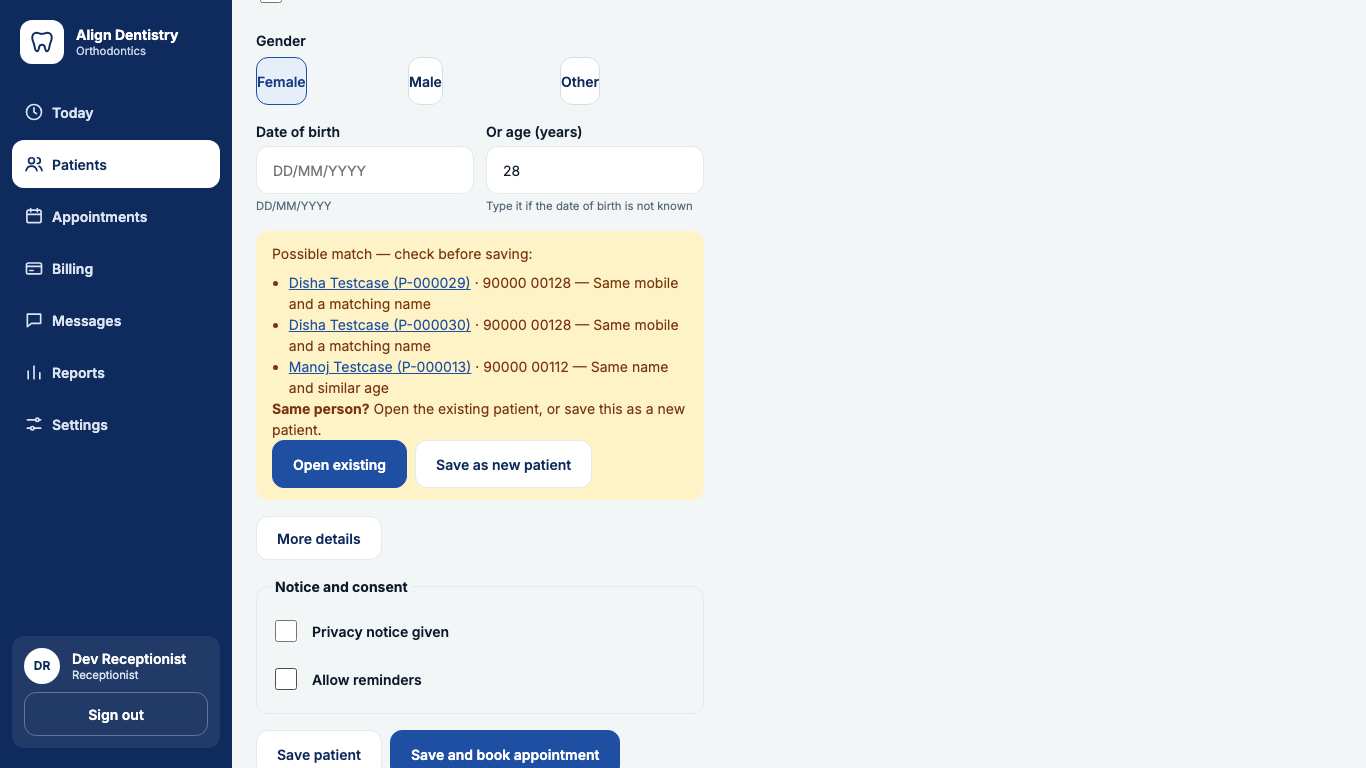 Align Dentistry
Orthodontics
Today
Patients
Appointments
Billing
Messages
Reports
Settings
DR
Dev Receptionist
Receptionist
Sign out
Gender
Female
Male
Other
Date of birth
Or age (years)
DD/MM/YYYY
28
DD/MM/YYYY
Type it if the date of birth is not known
Possible match — check before saving:
• Disha Testcase (P-000029) · 90000 00128 — Same mobile
and a matching name
• Disha Testcase (P-000030) · 90000 00128 — Same mobile
and a matching name
• Manoj Testcase (P-000013) · 90000 00112 — Same name
and similar age
Same person? Open the existing patient, or save this as a new
patient.
Open existing
Save as new patient
More details
Notice and consent
Privacy notice given
Allow reminders
Save patient
Save and book appointment